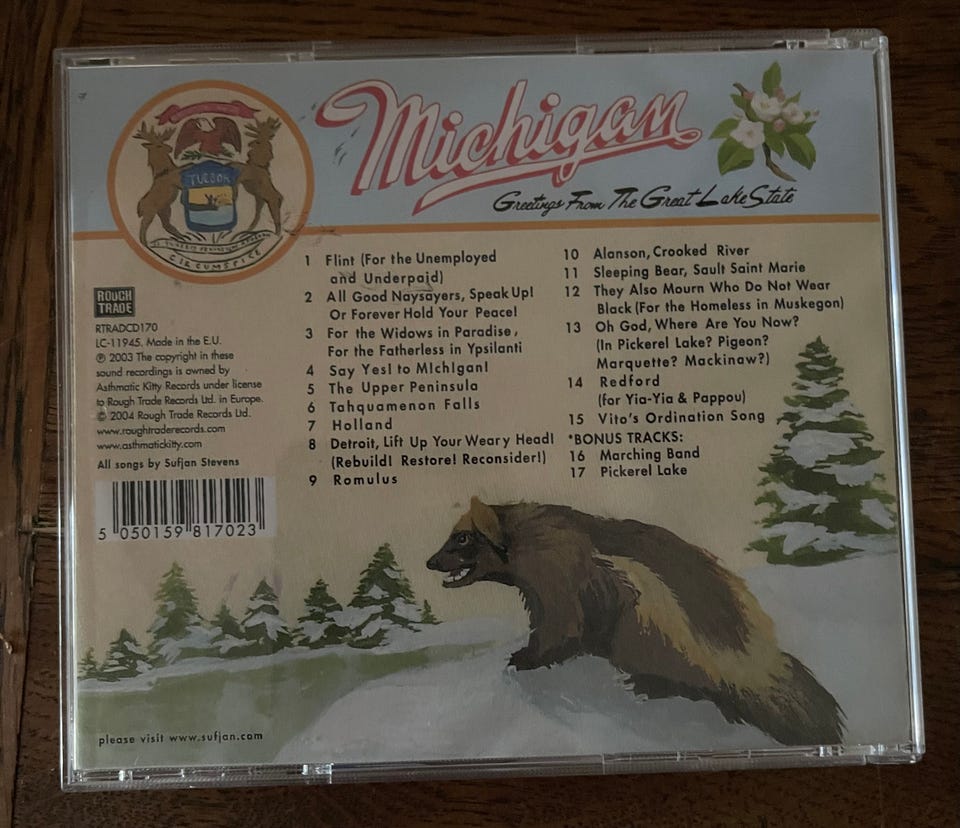 Michigan
Greetings From The Great Lake State
TUEBOR
CIRCUMSPICE
1 Flint (For the Unemployed
and Underpaid)
2 All Good Naysayers, Speak Up!
Or Forever Hold Your Peace!
3 For the Widows in Paradise,
For the Fatherless in Ypsilanti
4 Say Yes! to MIchIgan!
5 The Upper Peninsula
6 Tahquamenon Falls
7 Holland
8 Detroit, Lift Up Your Weary Head!
(Rebuild! Restore! Reconsider!)
9 Romulus
10 Alanson, Crooked River
11 Sleeping Bear, Sault Saint Marie
12 They Also Mourn Who Do Not Wear
Black (For the Homeless in Muskegon)
13 Oh God, Where Are You Now?
(In Pickerel Lake? Pigeon?
Marquette? Mackinaw?)
14 Redford
(for Yia-Yia & Pappou)
15 Vito's Ordination Song
*BONUS TRACKS:
16 Marching Band
17 Pickerel Lake
ROUGH
TRADE
RTRADCD170
LC-11945. Made in the E.U.
℗ 2003 The copyright in these
sound recordings is owned by
Asthmatic Kitty Records under license
to Rough Trade Records Ltd. in Europe.
© 2004 Rough Trade Records Ltd.
www.roughtraderecords.com
www.asthmatickitty.com
All songs by Sufjan Stevens
5 050159 817023
please visit www.sufjan.com